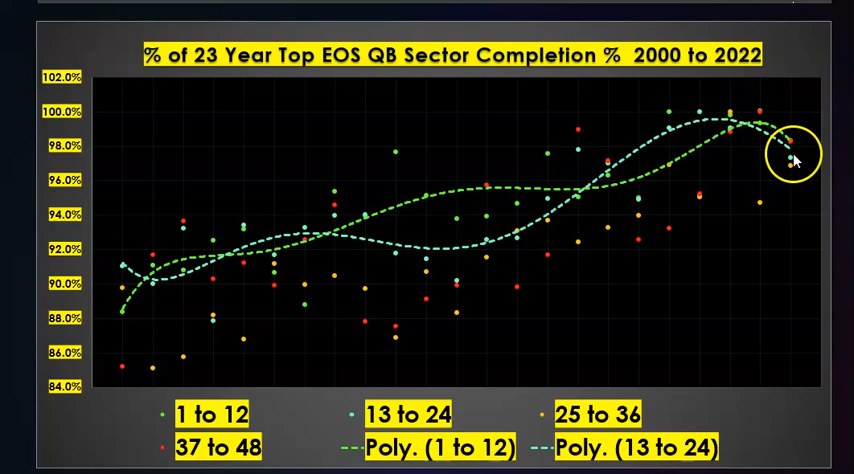 % of 23 Year Top EOS QB Sector Completion %  2000 to 2022
102.0%
100.0%
98.0%
96.0%
94.0%
92.0%
90.0%
88.0%
86.0%
84.0%
1 to 12
13 to 24
25 to 36
37 to 48
Poly. (1 to 12)
Poly. (13 to 24)